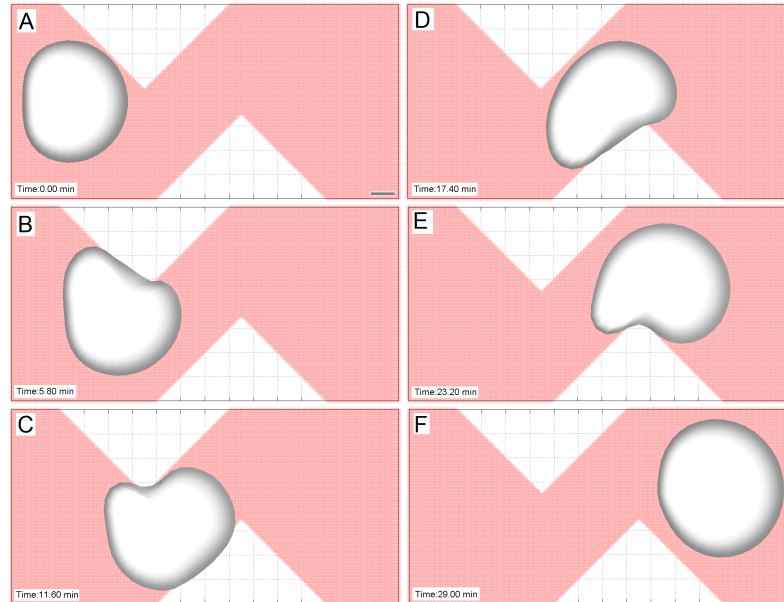 A
Time:0.00 min
B
Time:5.80 min
C
Time:11.60 min
D
Time:17.40 min
E
Time:23.20 min
F
Time:29.00 min